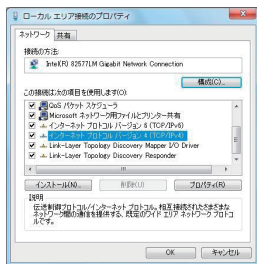 ローカル エリア接続のプロパティ
ネットワーク 共有
接続の方法:
Intel(R) 82577LM Gigabit Network Connection
構成(C)...
この接続は次の項目を使用します(O):
QoS パケット スケジューラ
Microsoft ネットワーク用ファイルとプリンター共有
インターネット プロトコル バージョン 6 (TCP/IPv6)
インターネット プロトコル バージョン 4 (TCP/IPv4)
Link-Layer Topology Discovery Mapper I/O Driver
Link-Layer Topology Discovery Responder
インストール(N)... 削除(U) プロパティ(R)
説明
伝送制御プロトコル/インターネット プロトコル。相互接続されたさまざまな
ネットワーク間の通信を提供する、既定のワイド エリア ネットワーク プロトコ
ルです。
OK キャンセル